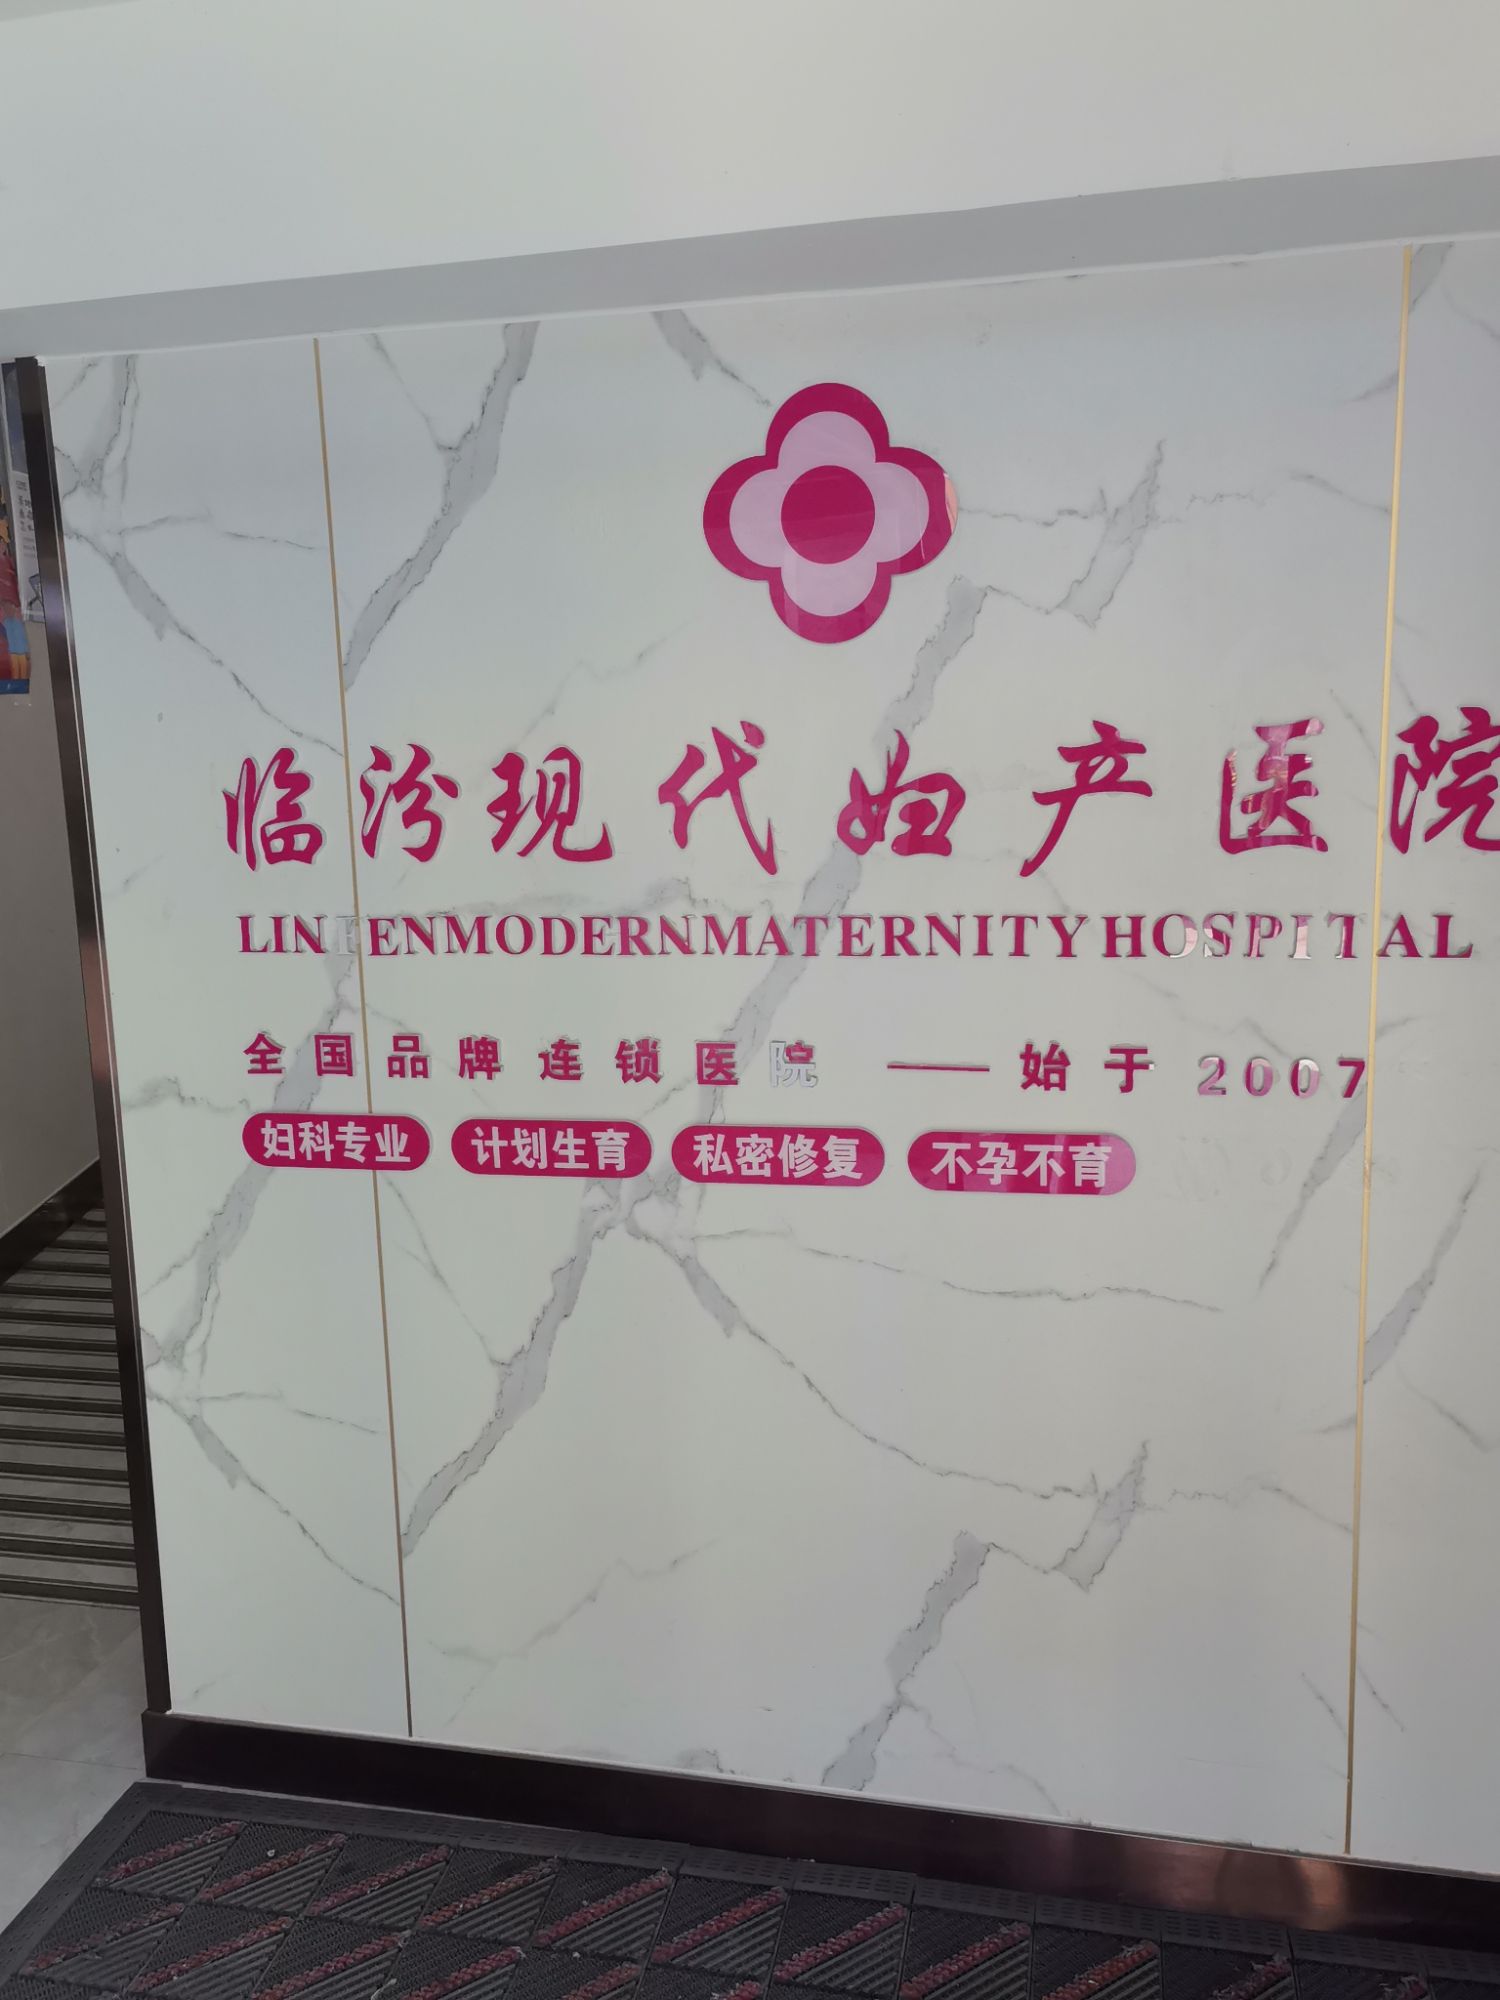 临汾现代妇产医院
LINFENMODERNMATERNITYHOSPITAL
全国品牌连锁医院 —— 始于2007
妇科专业 计划生育 私密修复 不孕不育